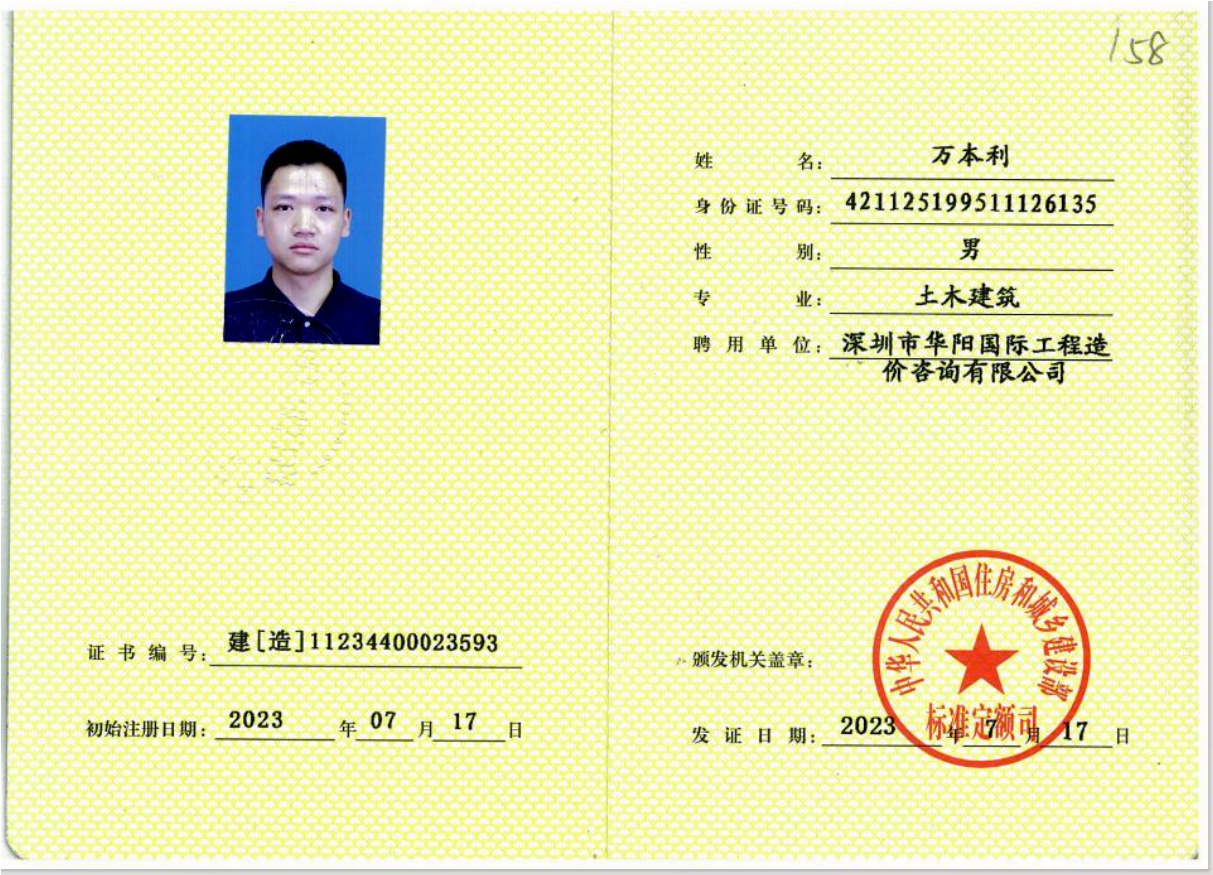 158
姓名：万本利
身份证号码：421125199511126135
性别：男
专业：土木建筑
聘用单位：深圳市华阳国际工程造
价咨询有限公司
证书编号：建[造]11234400023593
初始注册日期：2023年07月17日
颁发机关盖章：
中华人民共和国住房和城乡建设部
标准定额司
发证日期：2023年7月17日